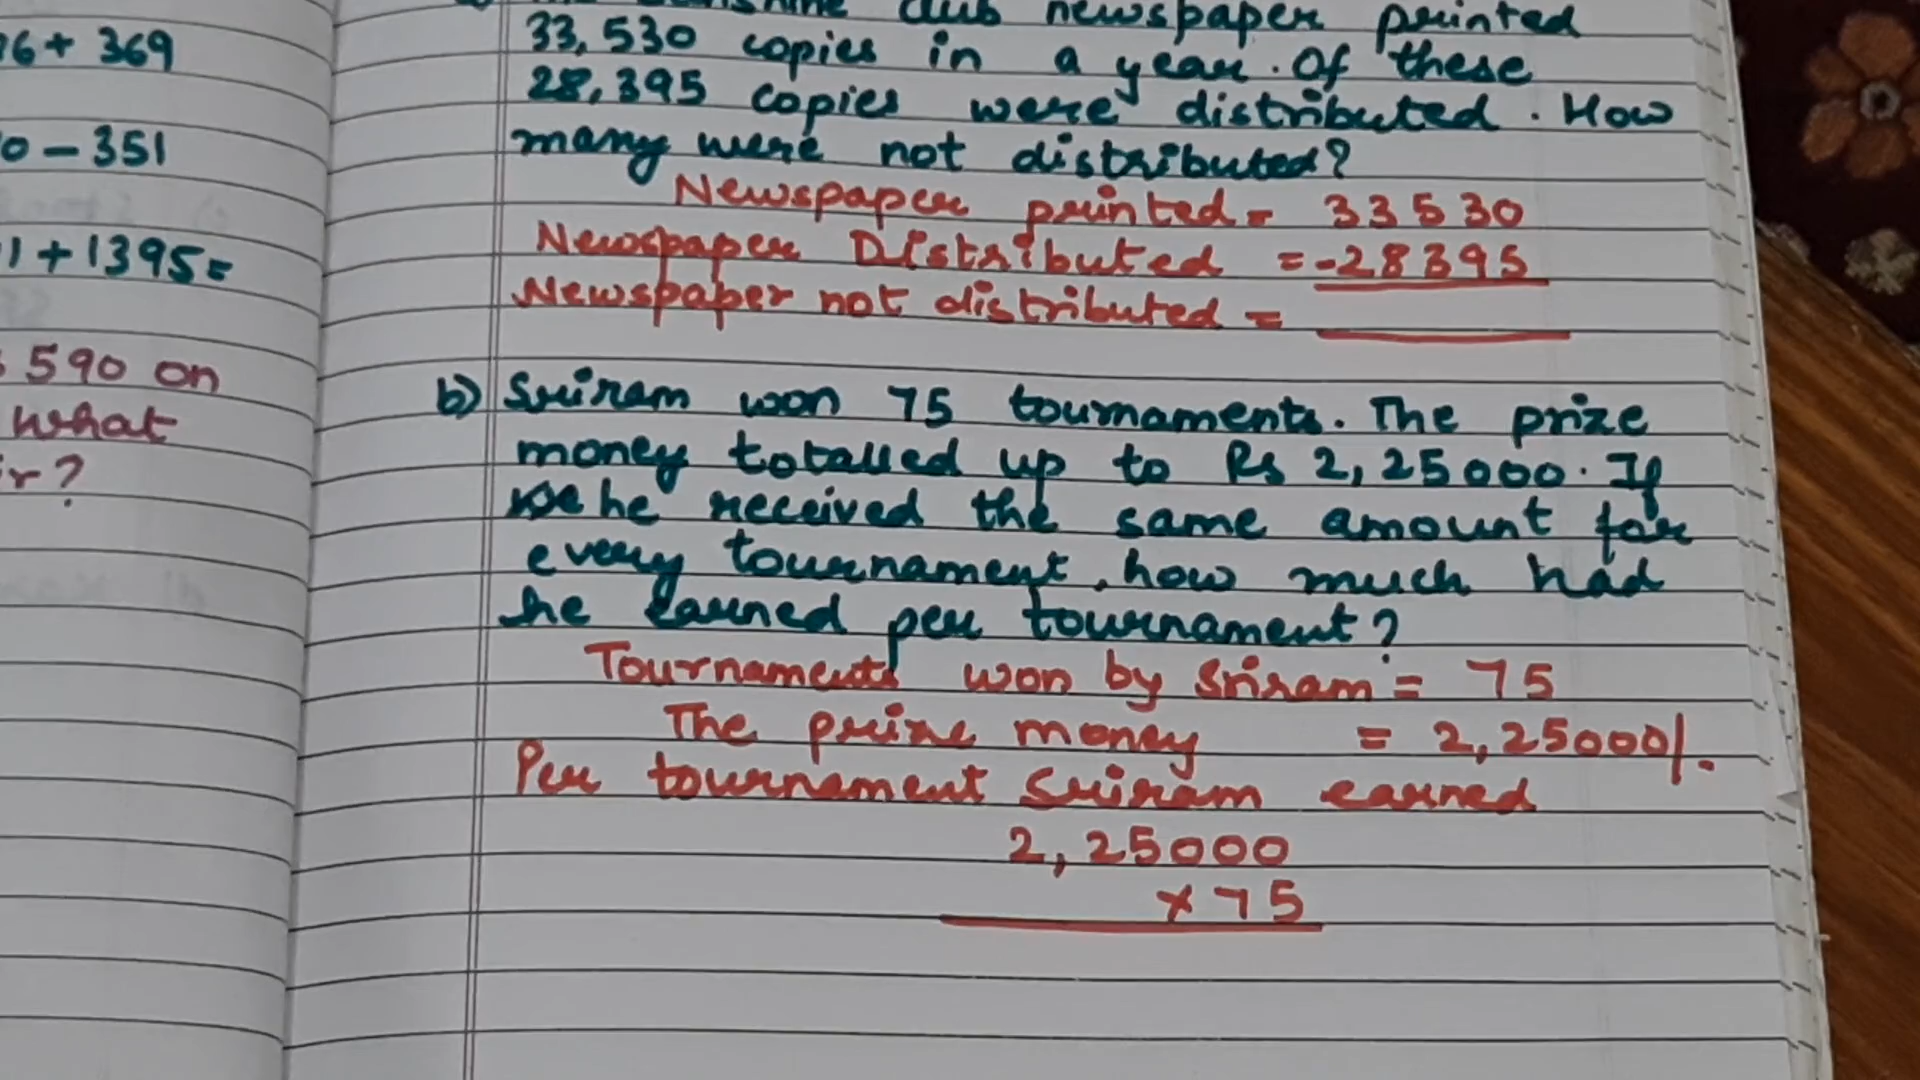 6+ 369
0 - 351
1 + 1395=
590 on
what
r?
club newspaper printed
33,530 copies in a year. Of these
28,395 copies were distributed. How
many were not distributed?
Newspaper printed = 33530
Newspaper Distributed = -28395
Newspaper not distributed =
b) Sriram won 75 tournaments. The prize
money totalled up to Rs 2,25000. If
he received the same amount for
every tournament, how much had
he earned per tournament?
Tournaments won by Sriram = 75
The prize money = 2,25000/.
Per tournament Sriram earned
2,25000
x 75